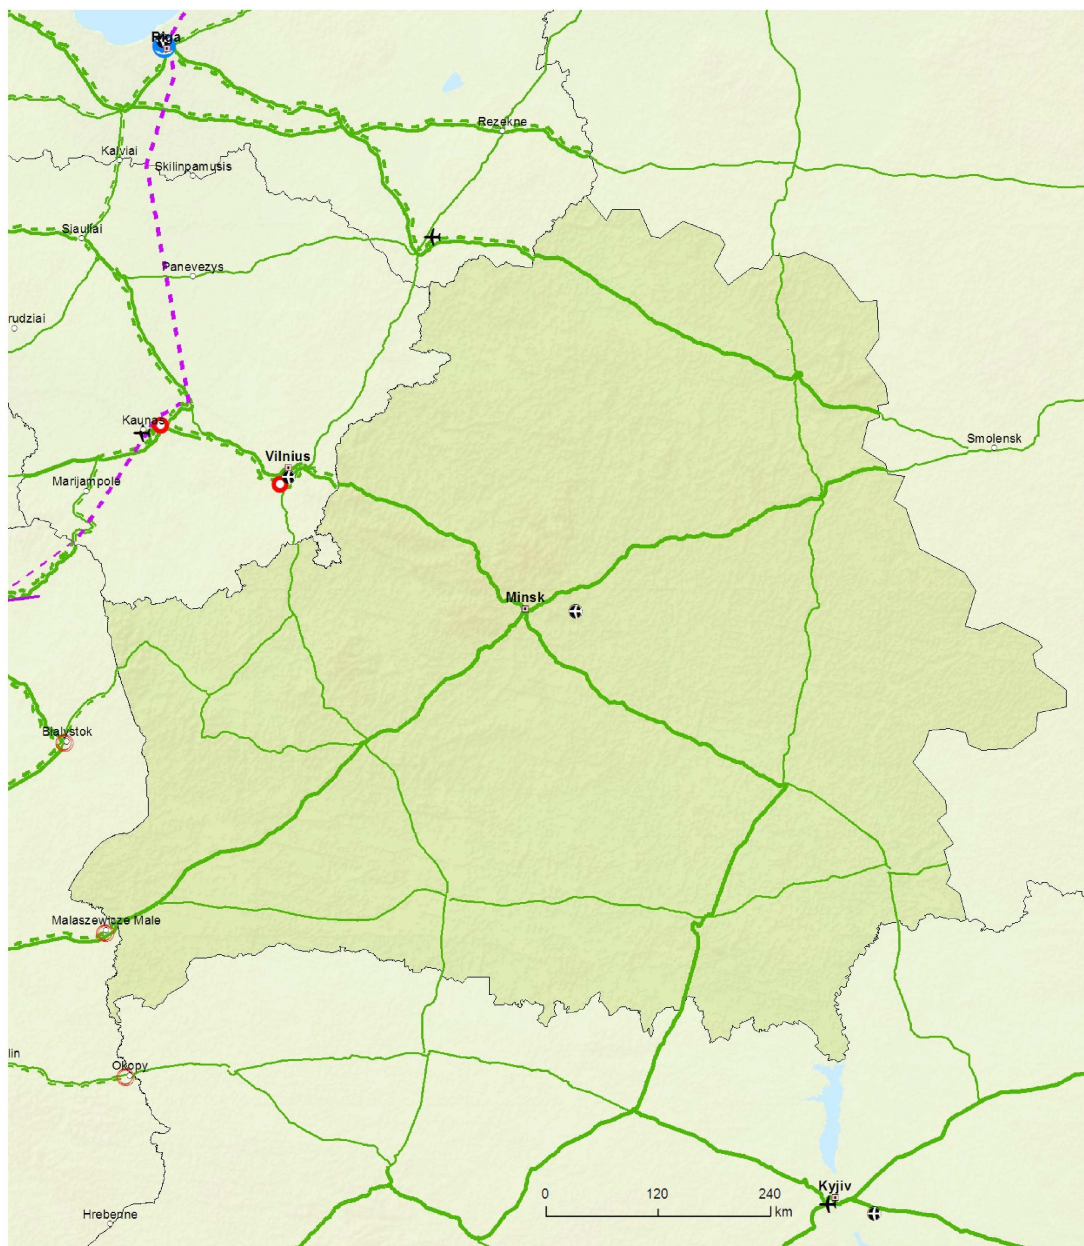 Riga
Rezekne
Kalviai
Skilinpamusis
Siauliai
Panevezys
rudziai
Kaunas
Smolensk
Vilnius
Marijampole
Minsk
Bialystok
Malaszewicze Male
lin
Okopy
Kyjiv
0 120 240
km
Hrebenne